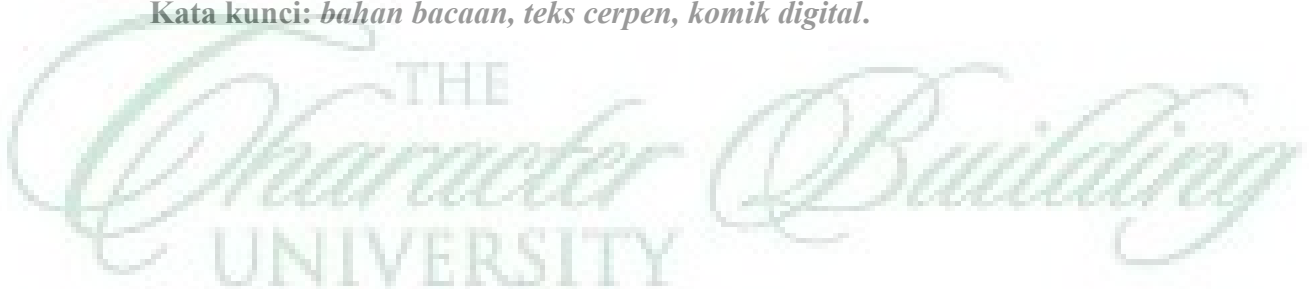 Kata kunci: bahan bacaan, teks cerpen, komik digital.
THE
Character Building
UNIVERSITY